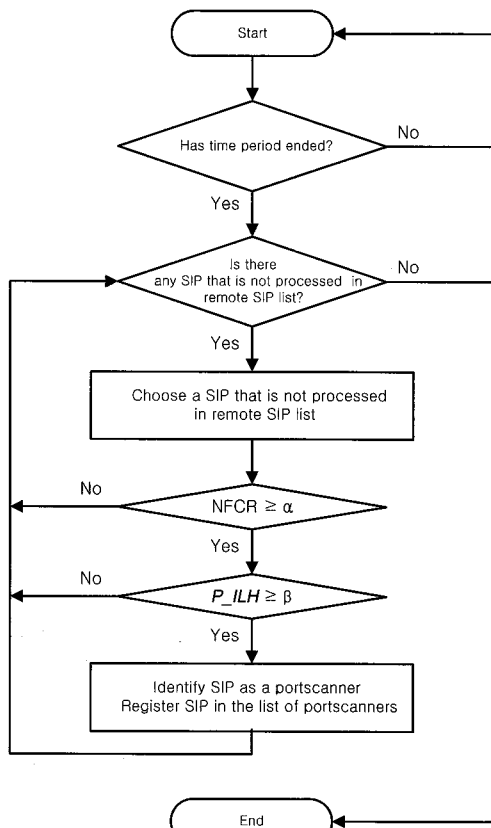 Start
Has time period ended?
No
Yes
Is there
any SIP that is not processed in
remote SIP list?
No
Yes
Choose a SIP that is not processed
in remote SIP list
No
NFCR ≥ α
Yes
No
P_ILH ≥ β
Yes
Identify SIP as a portscanner
Register SIP in the list of portscanners
End